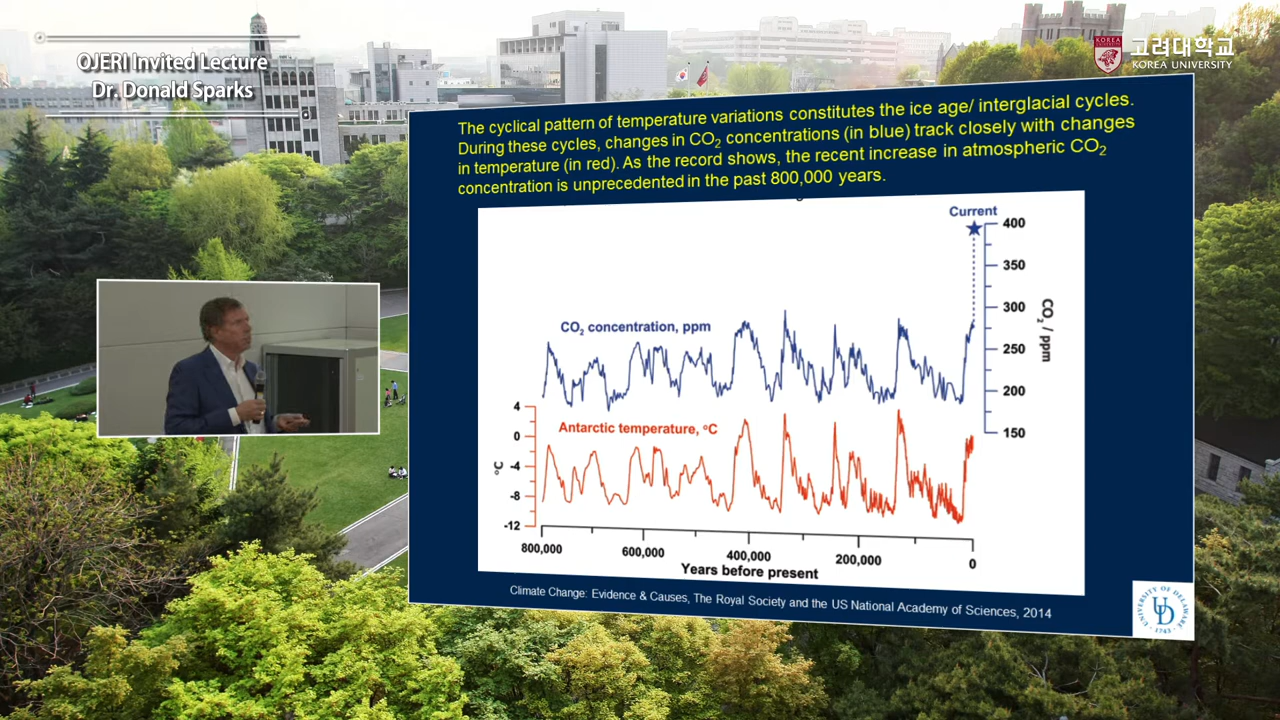 OJERI Invited Lecture
Dr. Donald Sparks
KOREA
고려대학교
KOREA UNIVERSITY
The cyclical pattern of temperature variations constitutes the ice age/ interglacial cycles.
During these cycles, changes in CO₂ concentrations (in blue) track closely with changes
in temperature (in red). As the record shows, the recent increase in atmospheric CO₂
concentration is unprecedented in the past 800,000 years.
Current
400
350
300
250
200
150
CO₂ / ppm
CO₂ concentration, ppm
Antarctic temperature, °C
4
0
-4
-8
-12
°C
800,000
600,000
400,000
200,000
0
Years before present
Climate Change: Evidence & Causes, The Royal Society and the US National Academy of Sciences, 2014
UNIVERSITY OF DELAWARE
UD
1743